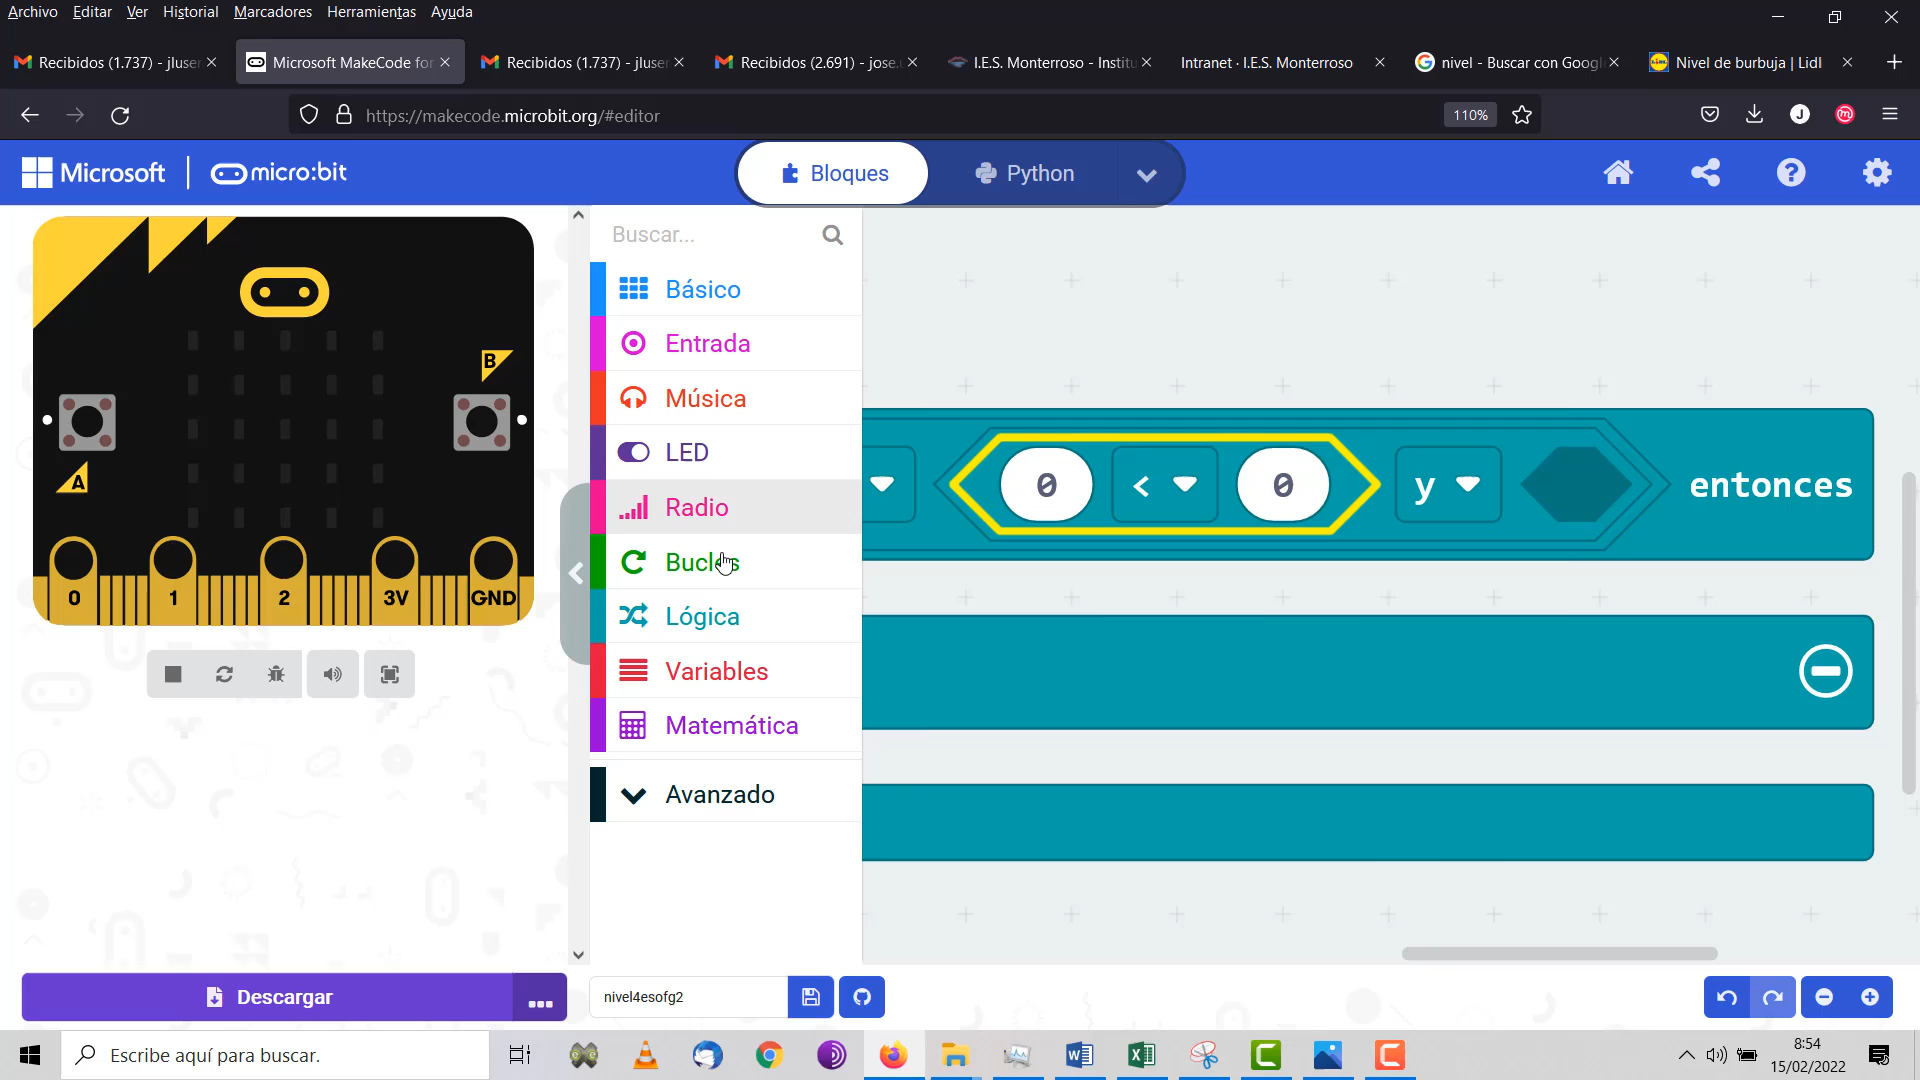 Archivo Editar Ver Historial Marcadores Herramientas Ayuda
Recibidos (1.737) - jluser
Microsoft MakeCode for
Recibidos (1.737) - jluser
Recibidos (2.691) - jose.
I.E.S. Monterroso - Institu
Intranet · I.E.S. Monterroso
nivel - Buscar con Googl
Nivel de burbuja | Lidl
https://makecode.microbit.org/#editor
110%
J
m
Microsoft
micro:bit
Bloques
Python
Buscar...
Básico
Entrada
Música
LED
Radio
Bucles
Lógica
Variables
Matemática
Avanzado
B
A
0 1 2 3V GND
0 < 0 y entonces
Descargar
...
nivel4esofg2
Escribe aquí para buscar.
8:54
15/02/2022